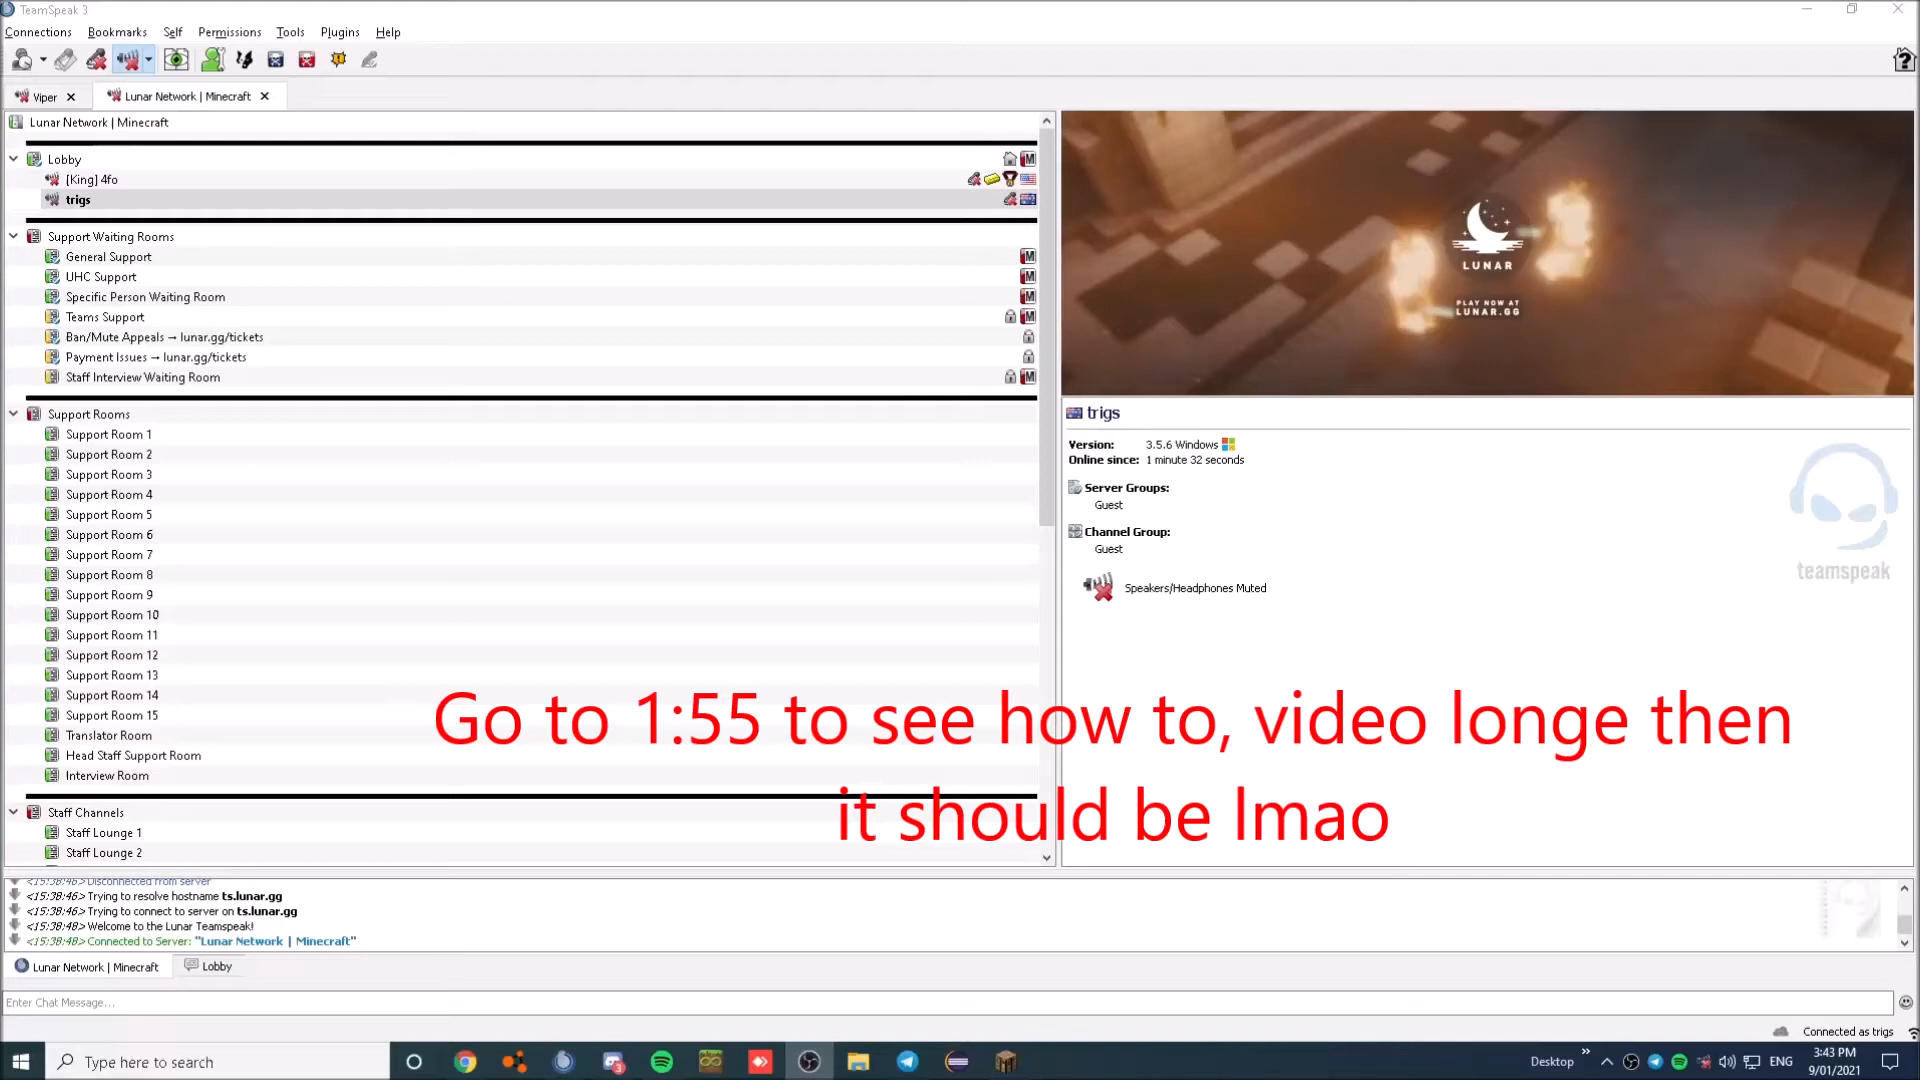 TeamSpeak 3
Connections Bookmarks Self Permissions Tools Plugins Help
Viper
Lunar Network | Minecraft
Lunar Network | Minecraft
Lobby
[King] 4fo
trigs
Support Waiting Rooms
General Support
UHC Support
Specific Person Waiting Room
Teams Support
Ban/Mute Appeals → lunar.gg/tickets
Payment Issues → lunar.gg/tickets
Staff Interview Waiting Room
Support Rooms
Support Room 1
Support Room 2
Support Room 3
Support Room 4
Support Room 5
Support Room 6
Support Room 7
Support Room 8
Support Room 9
Support Room 10
Support Room 11
Support Room 12
Support Room 13
Support Room 14
Support Room 15
Translator Room
Head Staff Support Room
Interview Room
Staff Channels
Staff Lounge 1
Staff Lounge 2
LUNAR
PLAY NOW AT
LUNAR.GG
trigs
Version: 3.5.6 Windows
Online since: 1 minute 32 seconds
Server Groups:
Guest
Channel Group:
Guest
Speakers/Headphones Muted
teamspeak
Go to 1:55 to see how to, video longe then
it should be lmao
<15:38:46> Disconnected from server
<15:38:46> Trying to resolve hostname ts.lunar.gg
<15:38:46> Trying to connect to server on ts.lunar.gg
<15:38:48> Welcome to the Lunar Teamspeak!
<15:38:48> Connected to Server: "Lunar Network | Minecraft"
Lunar Network | Minecraft
Lobby
Enter Chat Message...
Connected as trigs
Type here to search
3
Desktop
ENG
3:43 PM
9/01/2021